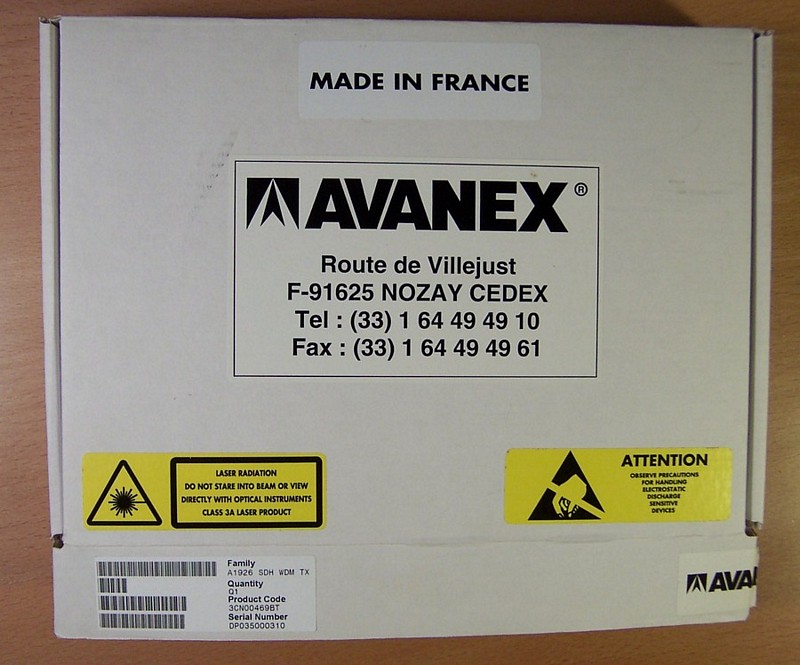 MADE IN FRANCE
AVANEX®
Route de Villejust
F-91625 NOZAY CEDEX
Tel : (33) 1 64 49 49 10
Fax : (33) 1 64 49 49 61
LASER RADIATION
DO NOT STARE INTO BEAM OR VIEW
DIRECTLY WITH OPTICAL INSTRUMENTS
CLASS 3A LASER PRODUCT
ATTENTION
OBSERVE PRECAUTIONS
FOR HANDLING
ELECTROSTATIC
DISCHARGE
SENSITIVE
DEVICES
Family
A1926 SDH WDM TX
Quantity
Q1
Product Code
3CN00469BT
Serial Number
DP035000310
AVA